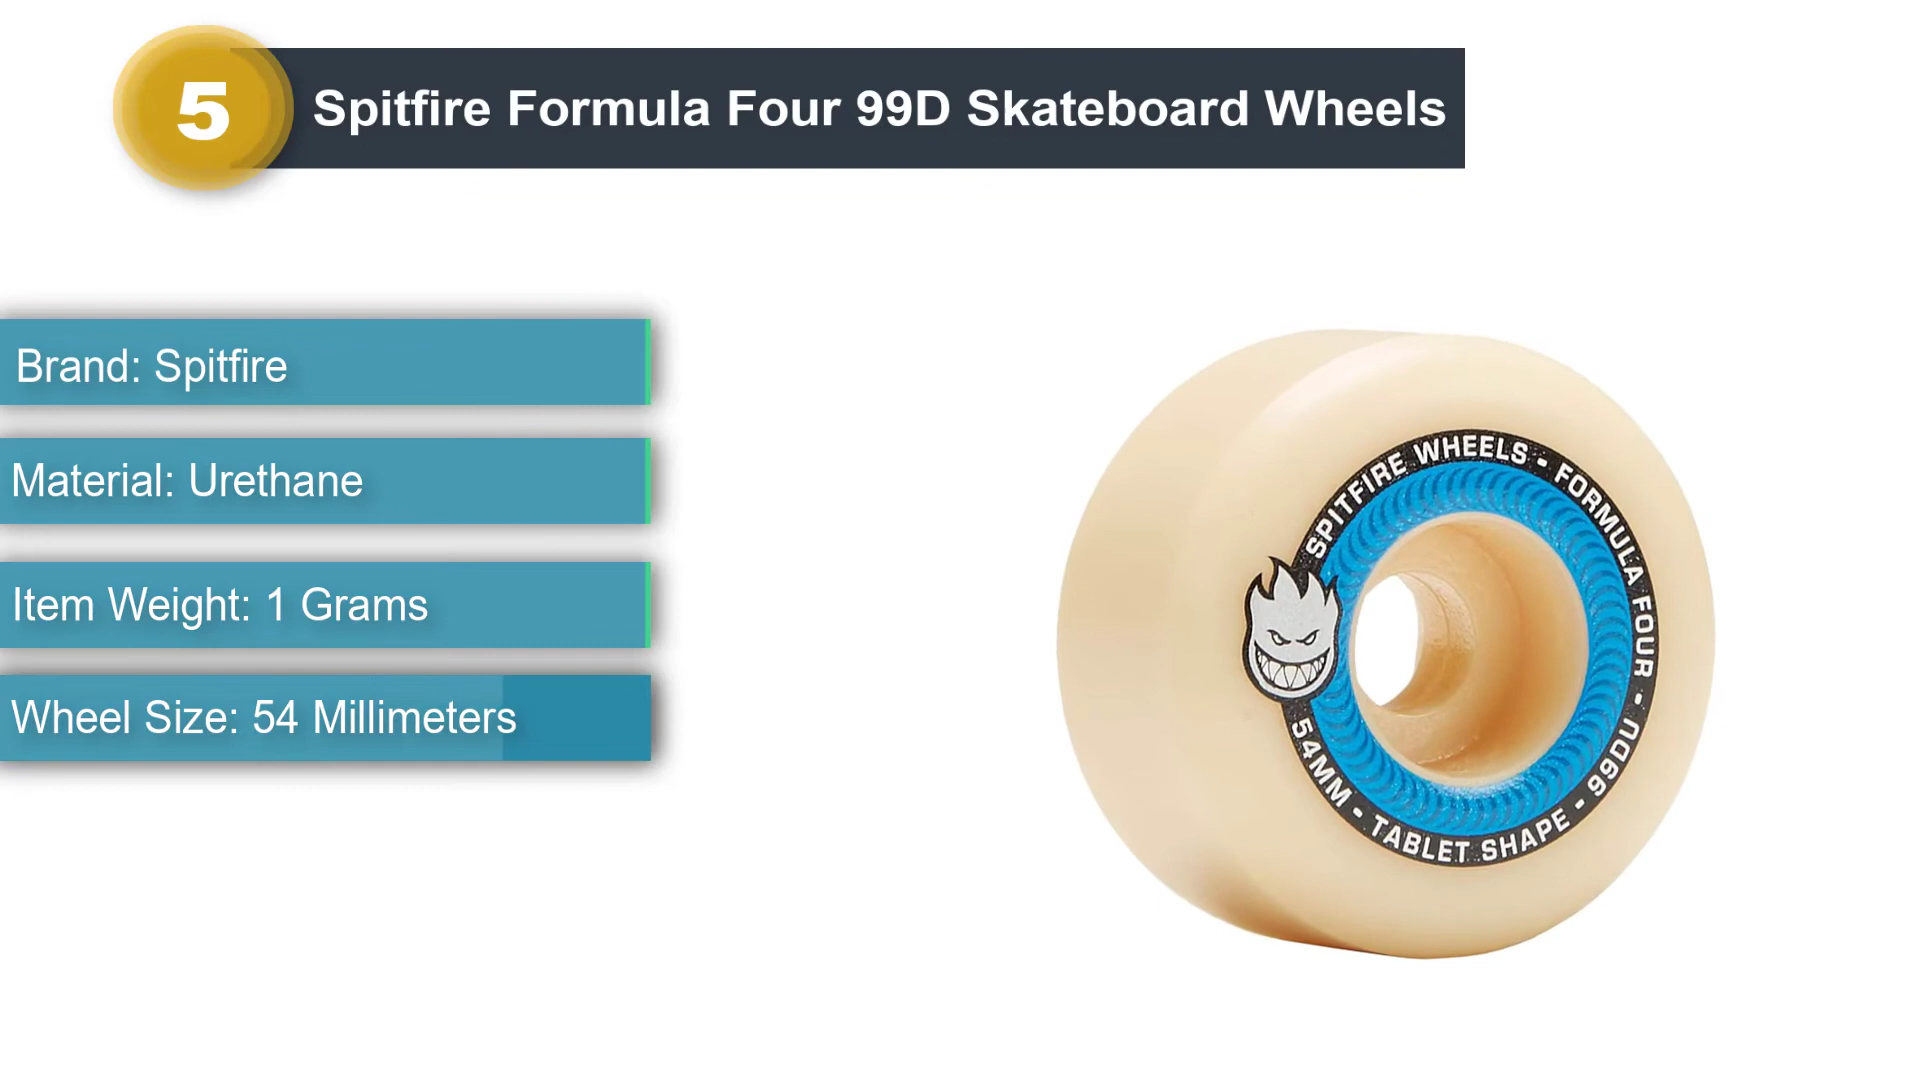 5
Spitfire Formula Four 99D Skateboard Wheels
Brand: Spitfire
Material: Urethane
Item Weight: 1 Grams
Wheel Size: 54 Millimeters
SPITFIRE WHEELS - FORMULA FOUR - 99DU - TABLET SHAPE - 54MM